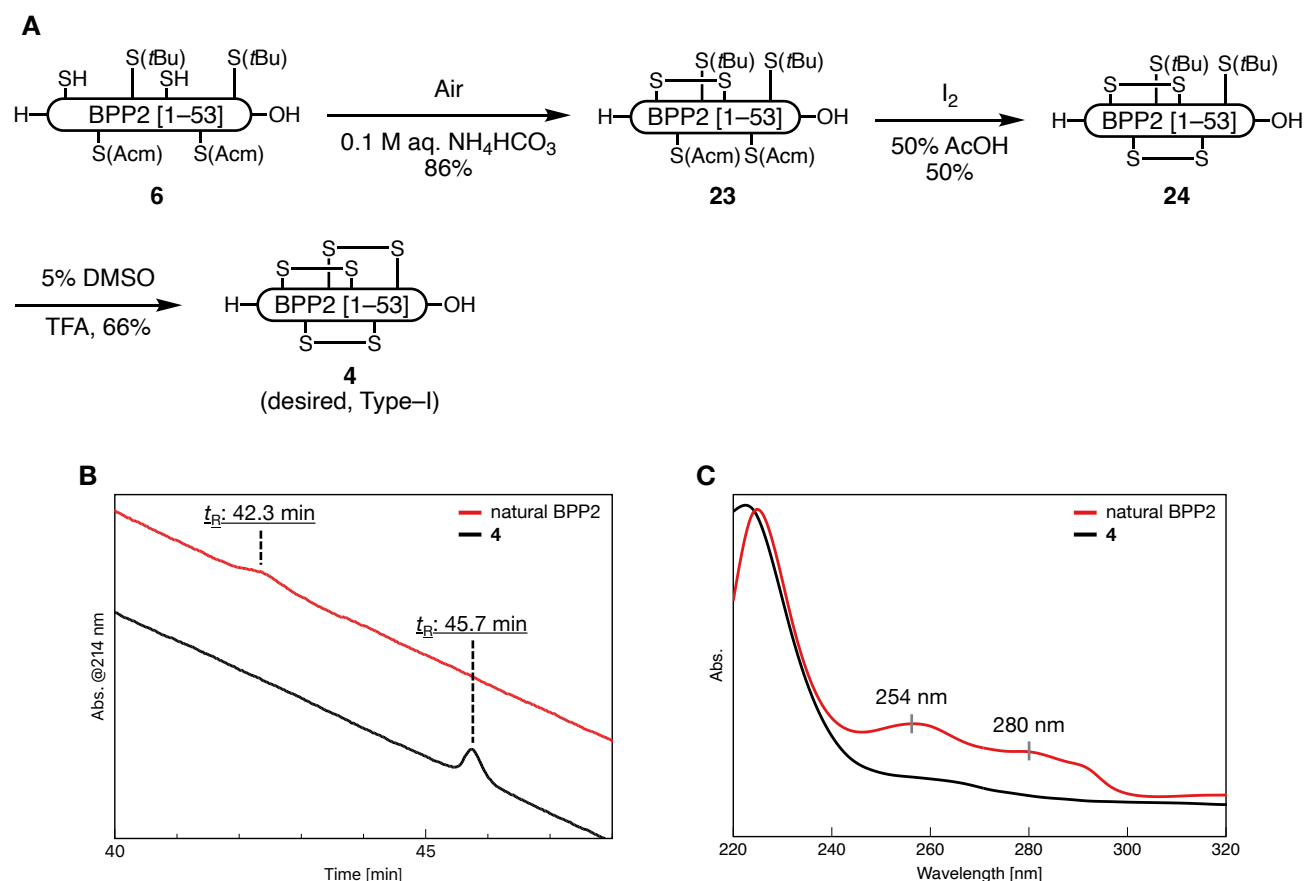 A
SH S(tBu) SH S(tBu)
H BPP2 [1–53] OH
S(Acm) S(Acm)
6
Air
0.1 M aq. NH₄HCO₃
86%
S S(tBu) S S(tBu)
H BPP2 [1–53] OH
S(Acm) S(Acm)
23
I₂
50% AcOH
50%
S S(tBu) S S(tBu)
H BPP2 [1–53] OH
S S
24
5% DMSO
TFA, 66%
S S
S S
H BPP2 [1–53] OH
S S
4
(desired, Type–I)
B
natural BPP2
4
tR: 42.3 min
tR: 45.7 min
Abs. @214 nm
40 45
Time [min]
C
natural BPP2
4
254 nm
280 nm
Abs.
220 240 260 280 300 320
Wavelength [nm]